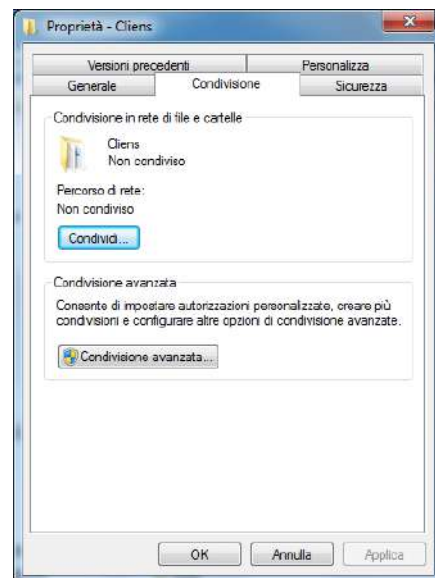 Proprietà - Cliens
Versioni precedenti Personalizza
Generale Condivisione Sicurezza
Condivisione in rete di file e cartelle
Cliens
Non condiviso
Percorso di rete:
Non condiviso
Condividi...
Condivisione avanzata
Consente di impostare autorizzazioni personalizzate, creare più
condivisioni e configurare altre opzioni di condivisione avanzate.
Condivisione avanzata...
OK Annulla Applica